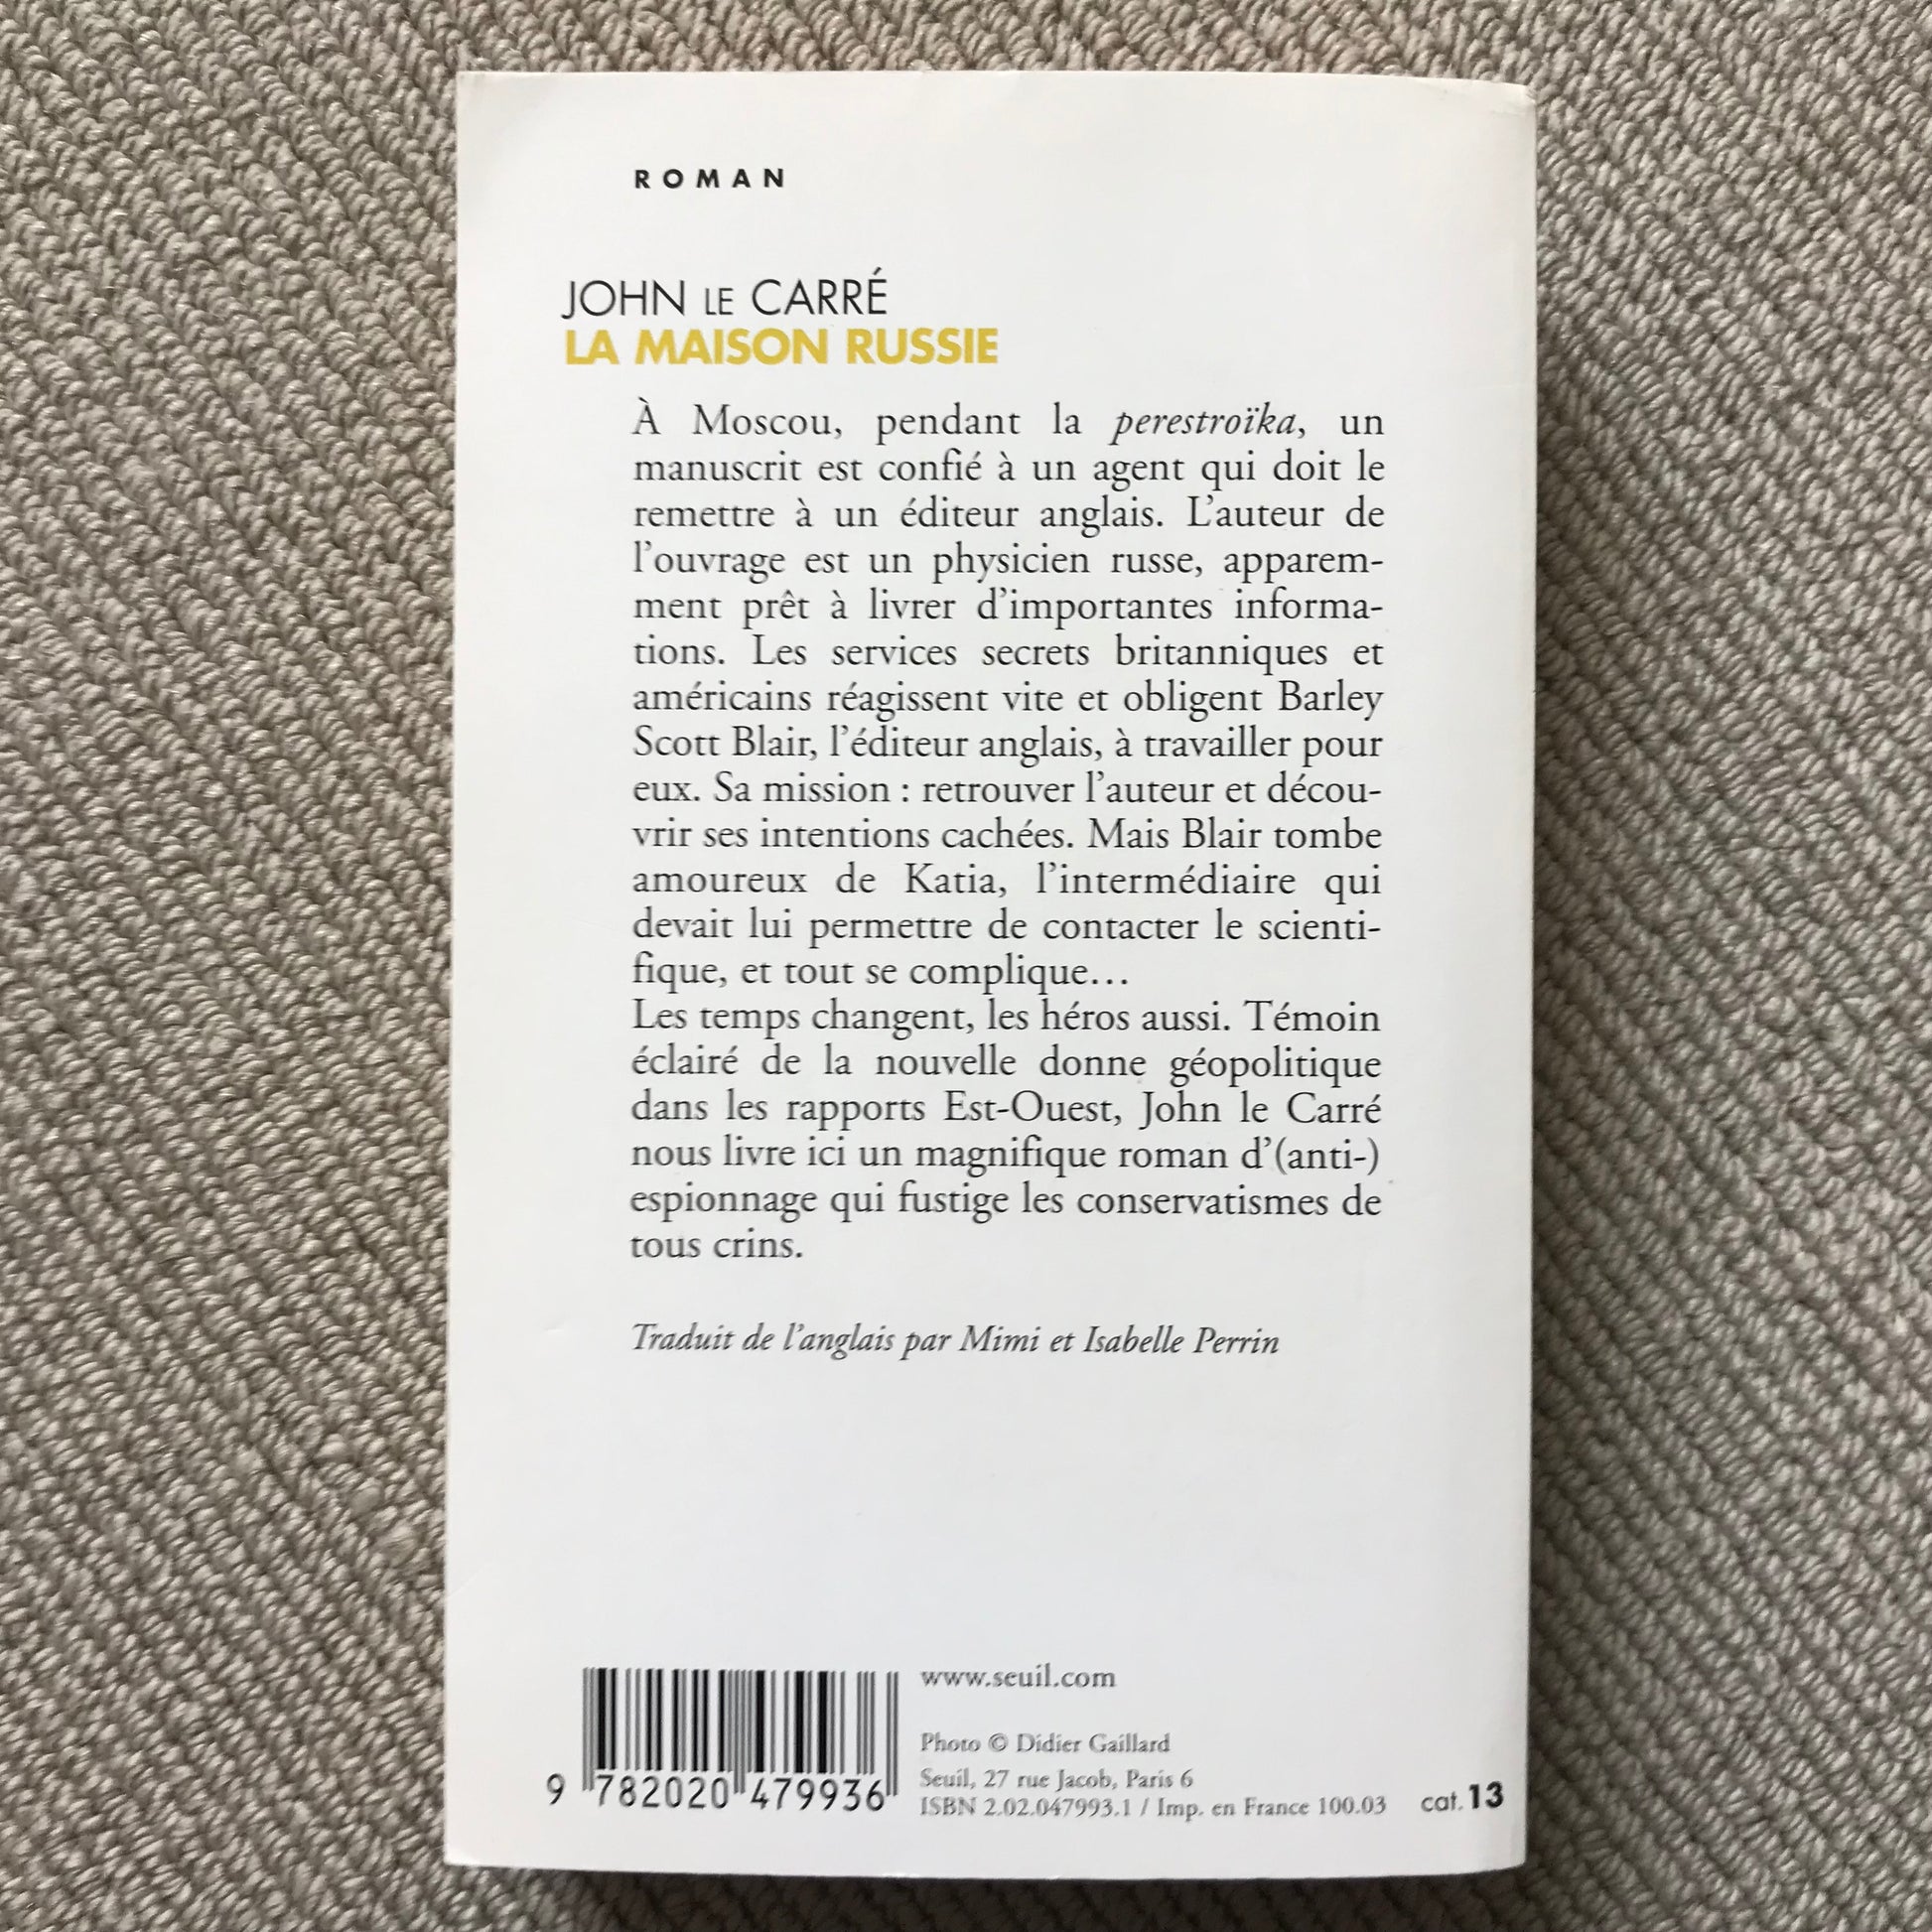 ROMAN
JOHN LE CARRÉ
LA MAISON RUSSIE
À Moscou, pendant la perestroïka, un
manuscrit est confié à un agent qui doit le
remettre à un éditeur anglais. L'auteur de
l'ouvrage est un physicien russe, apparem-
ment prêt à livrer d'importantes informa-
tions. Les services secrets britanniques et
américains réagissent vite et obligent Barley
Scott Blair, l'éditeur anglais, à travailler pour
eux. Sa mission : retrouver l'auteur et décou-
vrir ses intentions cachées. Mais Blair tombe
amoureux de Katia, l'intermédiaire qui
devait lui permettre de contacter le scienti-
fique, et tout se complique…
Les temps changent, les héros aussi. Témoin
éclairé de la nouvelle donne géopolitique
dans les rapports Est-Ouest, John le Carré
nous livre ici un magnifique roman d'(anti-)
espionnage qui fustige les conservatismes de
tous crins.
Traduit de l'anglais par Mimi et Isabelle Perrin
www.seuil.com
Photo © Didier Gaillard
Seuil, 27 rue Jacob, Paris 6
ISBN 2.02.047993.1 / Imp. en France 100.03
cat.13
9 782020 479936